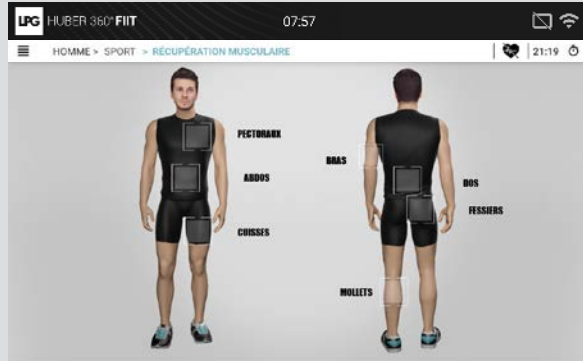 LPG HUBER 360° FIIT 07:57
HOMME > SPORT > RÉCUPÉRATION MUSCULAIRE 21:19
PECTORAUX
BRAS
ABDOS
DOS
FESSIERS
CUISSES
MOLLETS